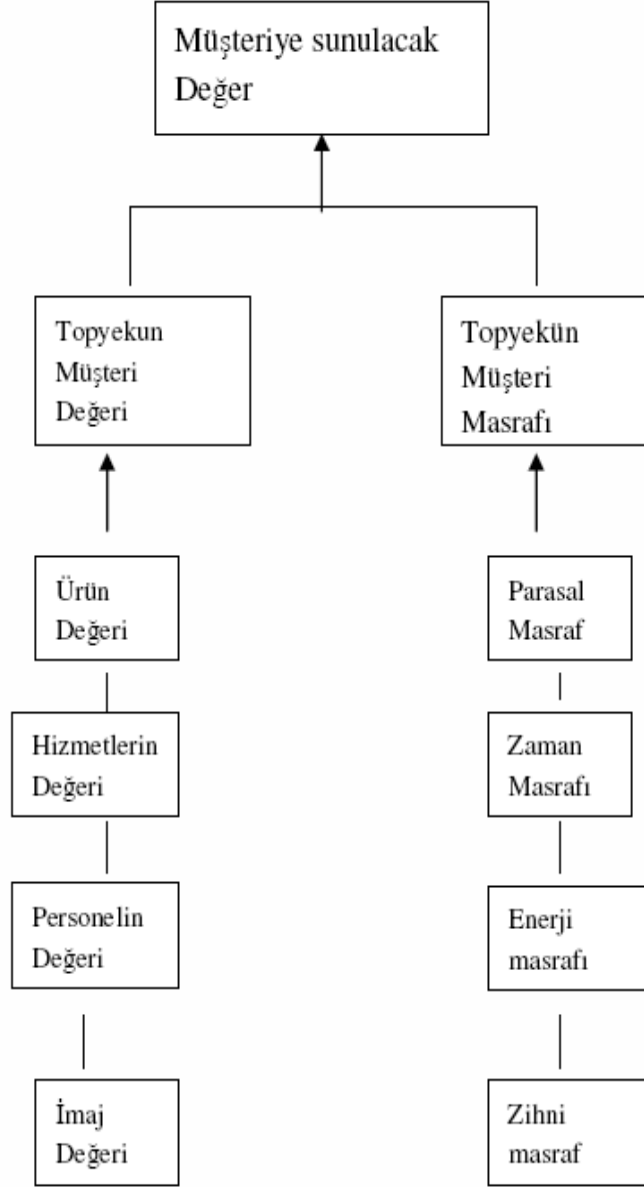 Müşteriye sunulacak
Değer
Topyekun
Müşteri
Değeri
Topyekün
Müşteri
Masrafı
Ürün
Değeri
Parasal
Masraf
Hizmetlerin
Değeri
Zaman
Masrafı
Personelin
Değeri
Enerji
masrafı
İmaj
Değeri
Zihni
masraf